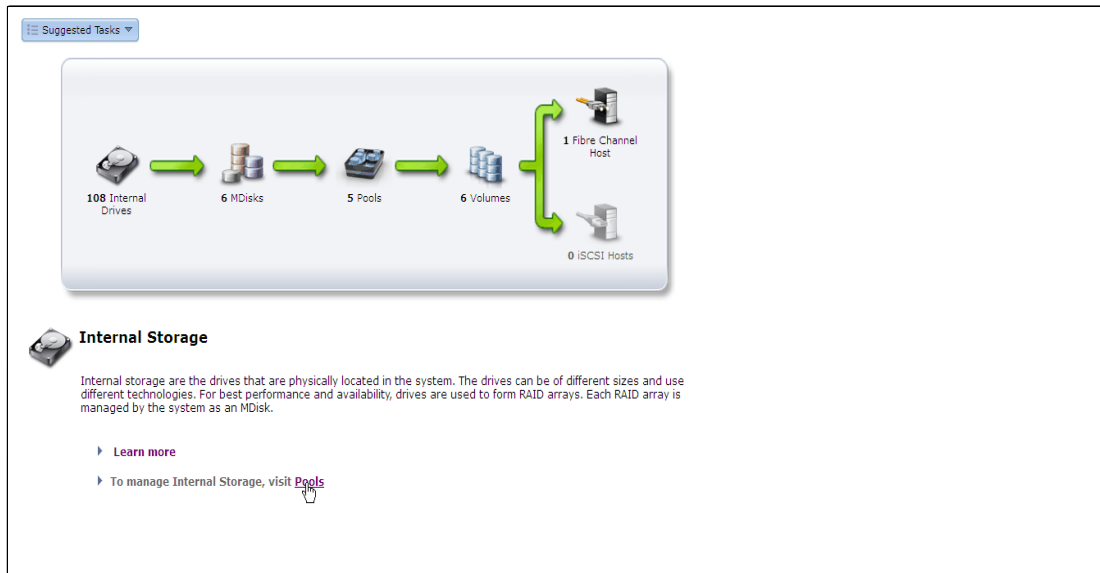 Suggested Tasks
1 Fibre Channel
Host
108 Internal
Drives
6 MDisks
5 Pools
6 Volumes
0 iSCSI Hosts
Internal Storage
Internal storage are the drives that are physically located in the system. The drives can be of different sizes and use
different technologies. For best performance and availability, drives are used to form RAID arrays. Each RAID array is
managed by the system as an MDisk.
Learn more
To manage Internal Storage, visit Pools